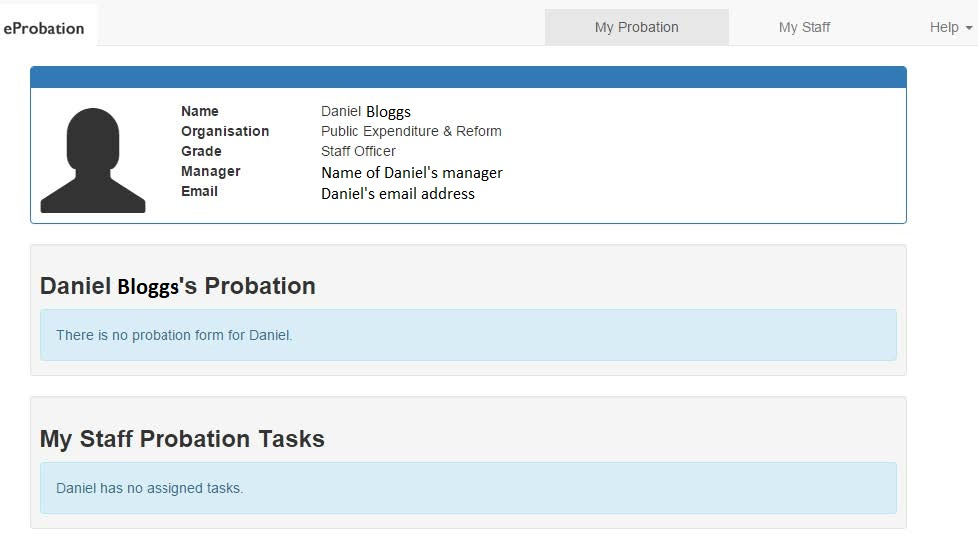 eProbation My Probation My Staff Help
Name Daniel Bloggs
Organisation Public Expenditure & Reform
Grade Staff Officer
Manager Name of Daniel's manager
Email Daniel's email address
Daniel Bloggs's Probation
There is no probation form for Daniel.
My Staff Probation Tasks
Daniel has no assigned tasks.